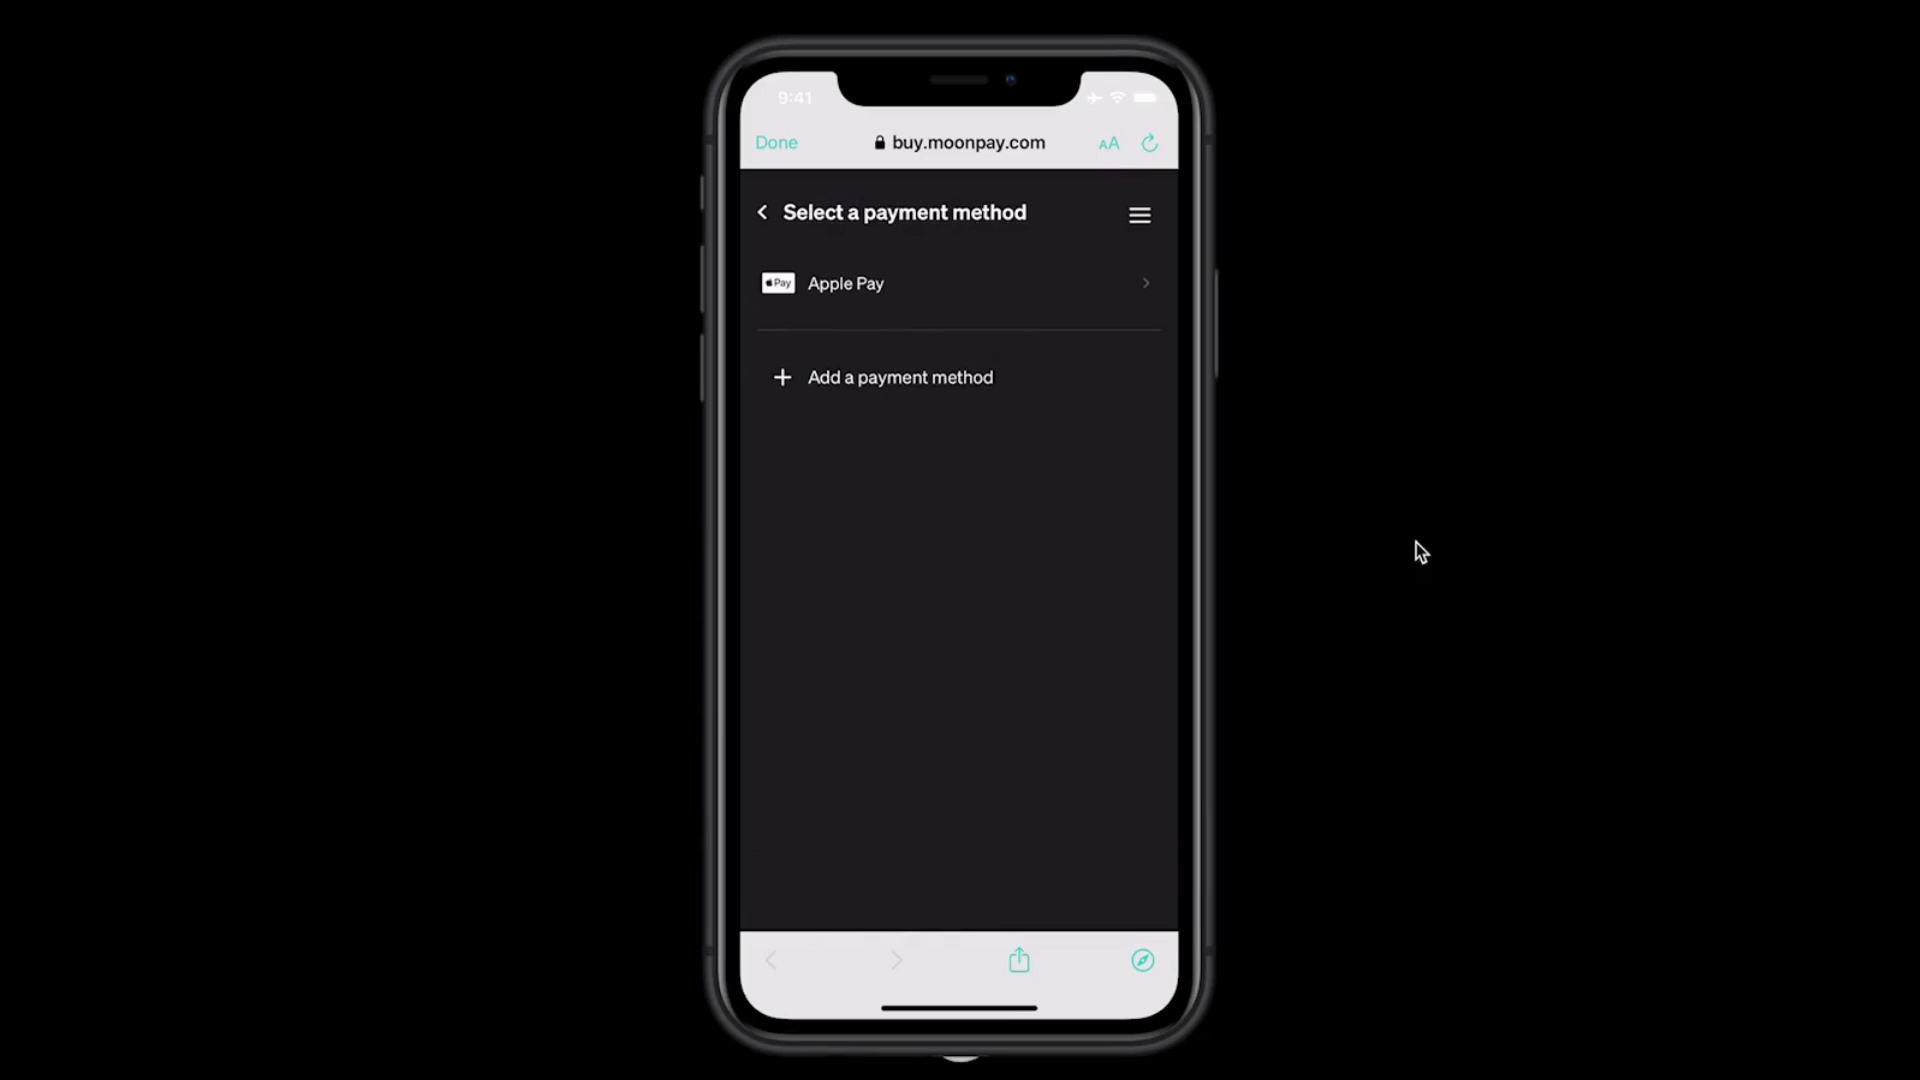 9:41
Done
buy.moonpay.com
AA
Select a payment method
Pay
Apple Pay
Add a payment method